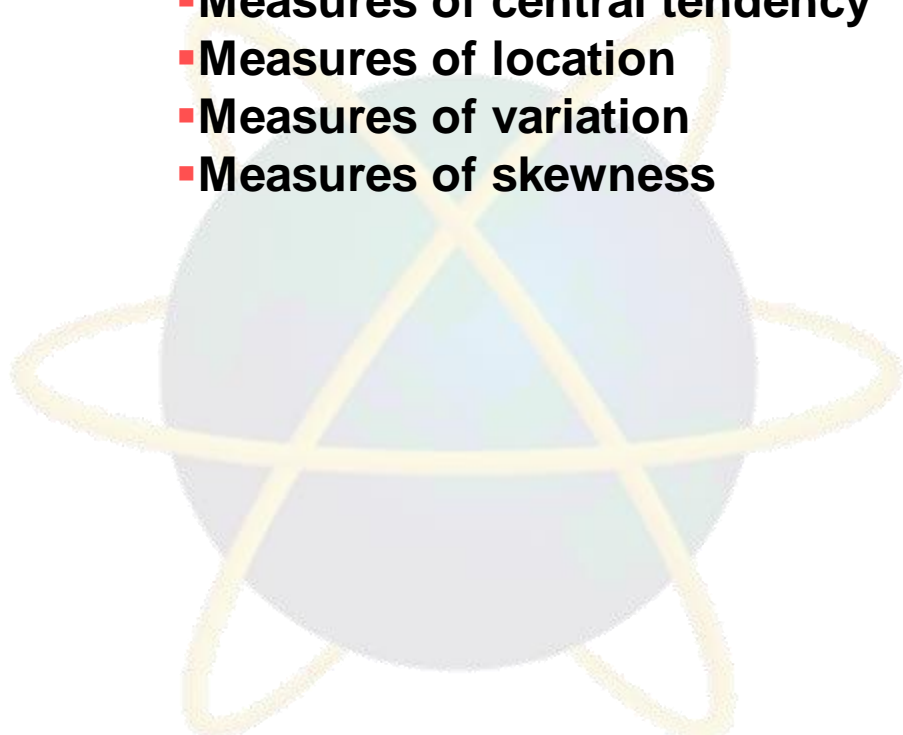 ▪Measures of central tendency
▪Measures of location
▪Measures of variation
▪Measures of skewness